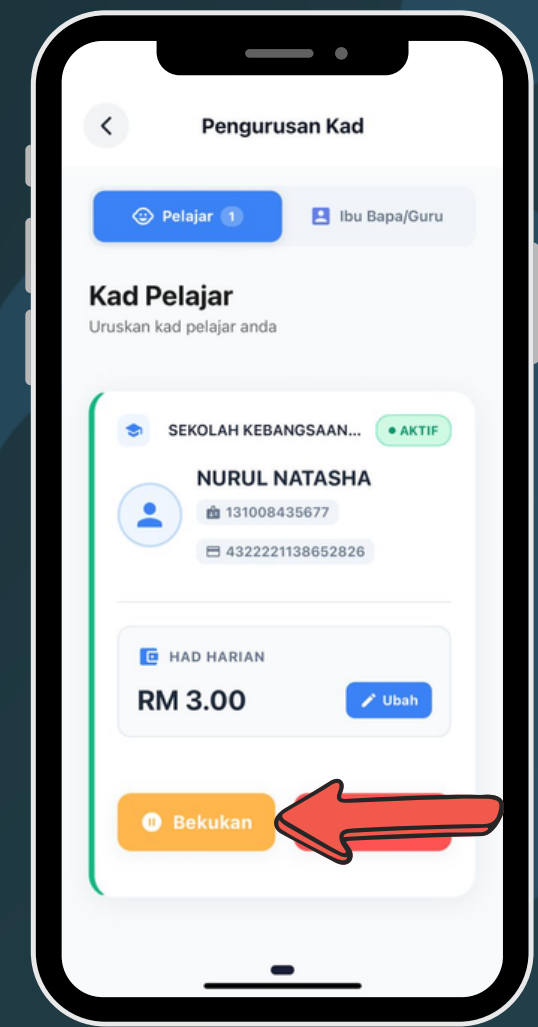 Pengurusan Kad
Pelajar 1
Ibu Bapa/Guru
Kad Pelajar
Uruskan kad pelajar anda
SEKOLAH KEBANGSAAN...
AKTIF
NURUL NATASHA
131008435677
4322221138652826
HAD HARIAN
RM 3.00
Ubah
Bekukan